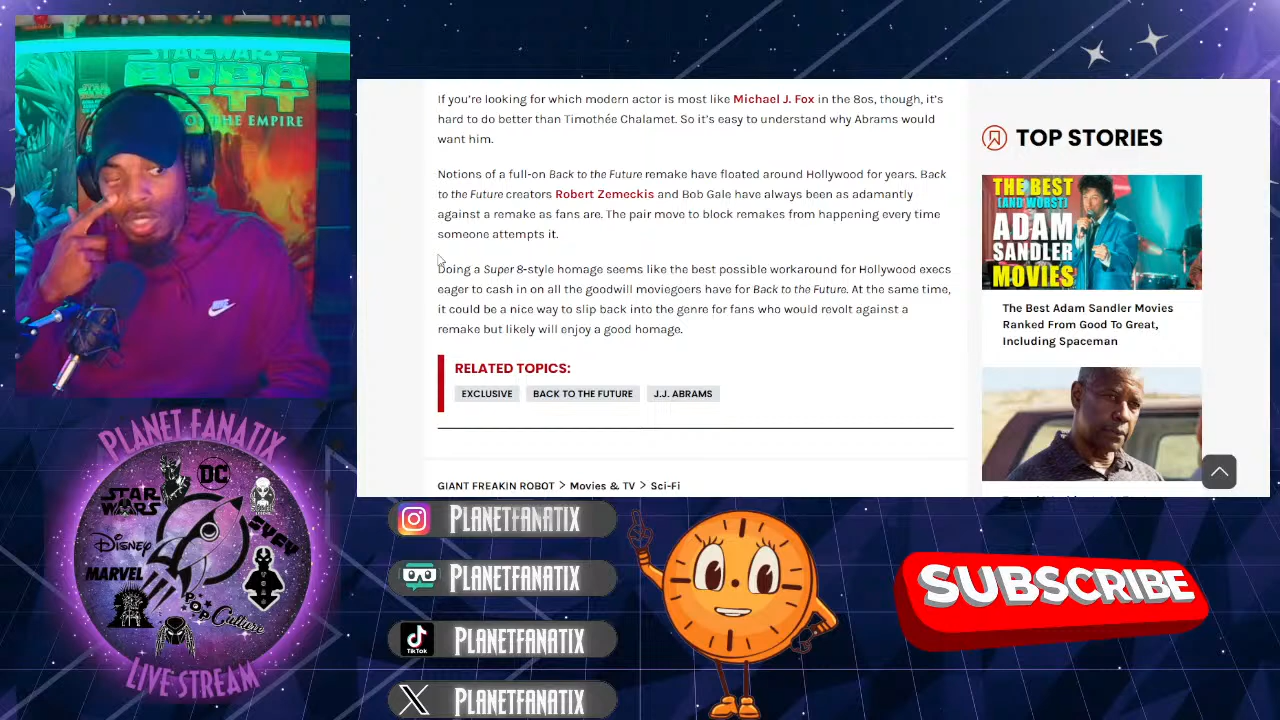 STAR WARS
BOBA
FETT
OF THE EMPIRE
If you're looking for which modern actor is most like Michael J. Fox in the 80s, though, it's
hard to do better than Timothée Chalamet. So it's easy to understand why Abrams would
want him.
Notions of a full-on Back to the Future remake have floated around Hollywood for years. Back
to the Future creators Robert Zemeckis and Bob Gale have always been as adamantly
against a remake as fans are. The pair move to block remakes from happening every time
someone attempts it.
Doing a Super 8-style homage seems like the best possible workaround for Hollywood execs
eager to cash in on all the goodwill moviegoers have for Back to the Future. At the same time,
it could be a nice way to slip back into the genre for fans who would revolt against a
remake but likely will enjoy a good homage.
RELATED TOPICS:
EXCLUSIVE BACK TO THE FUTURE J.J. ABRAMS
GIANT FREAKIN ROBOT > Movies & TV > Sci-Fi
TOP STORIES
THE BEST
(AND WORST)
ADAM
SANDLER
MOVIES
The Best Adam Sandler Movies
Ranked From Good To Great,
Including Spaceman
PLANET FANATIX
DC
STAR WARS
SYFY
DISNEY
MARVEL
POP Culture
LIVE STREAM
PLANETFANATIX
PLANETFANATIX
TikTok PLANETFANATIX
X PLANETFANATIX
SUBSCRIBE